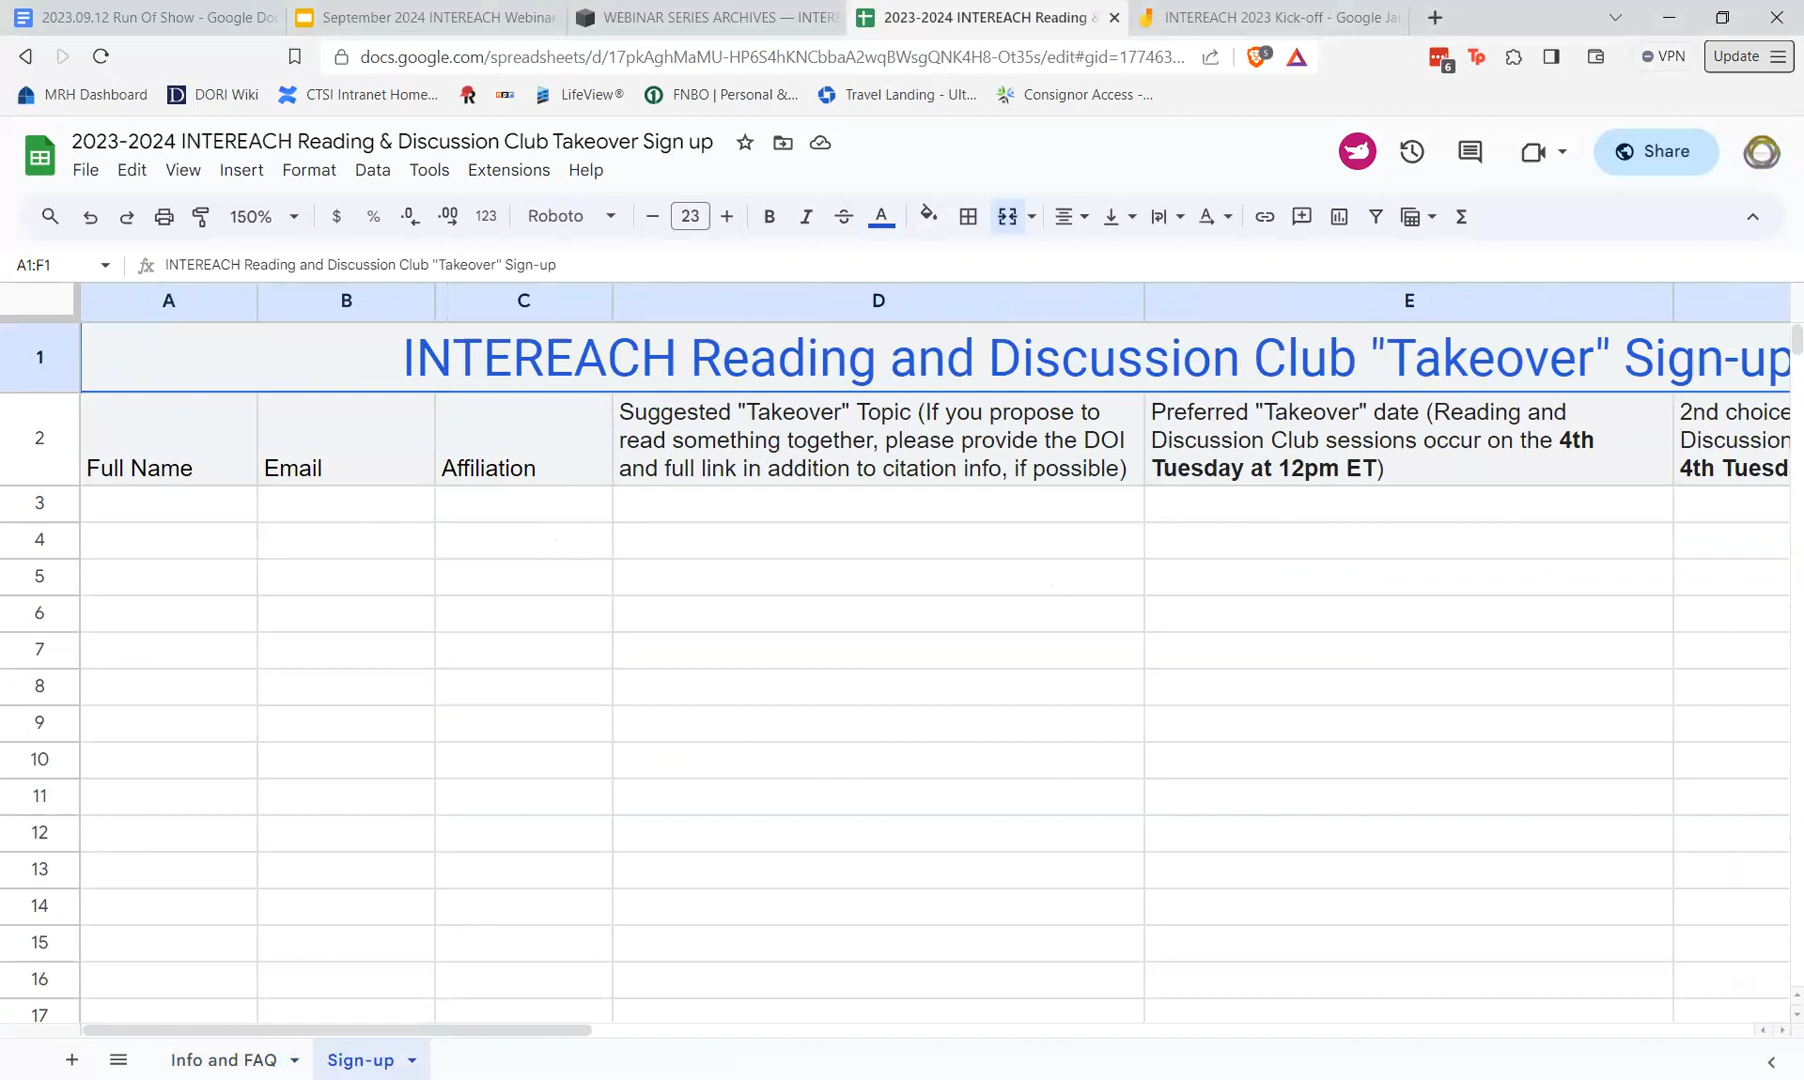 2023.09.12 Run Of Show - Google Do
September 2024 INTEREACH Webinar
WEBINAR SERIES ARCHIVES — INTERE
2023-2024 INTEREACH Reading &
INTEREACH 2023 Kick-off - Google Ja
docs.google.com/spreadsheets/d/17pkAghMaMU-HP6S4hKNCbbaA2wqBWsgQNK4H8-Ot35s/edit#gid=177463...
5
6
VPN
Update
MRH Dashboard
DORI Wiki
CTSI Intranet Home...
LifeView®
FNBO | Personal &...
Travel Landing - Ult...
Consignor Access -...
2023-2024 INTEREACH Reading & Discussion Club Takeover Sign up
File Edit View Insert Format Data Tools Extensions Help
Share
150% $ % .0 .00 123 Roboto 23 B I A
A1:F1 fx INTEREACH Reading and Discussion Club "Takeover" Sign-up
A B C D E
1 INTEREACH Reading and Discussion Club "Takeover" Sign-up
2
Full Name
Email
Affiliation
Suggested "Takeover" Topic (If you propose to
read something together, please provide the DOI
and full link in addition to citation info, if possible)
Preferred "Takeover" date (Reading and
Discussion Club sessions occur on the 4th
Tuesday at 12pm ET)
2nd choice
Discussion
4th Tuesd
3
4
5
6
7
8
9
10
11
12
13
14
15
16
17
Info and FAQ
Sign-up